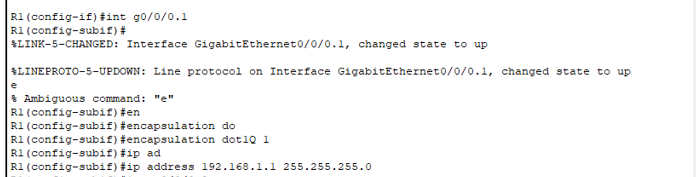 R1(config-if)#int g0/0/0.1
R1(config-subif)#
%LINK-5-CHANGED: Interface GigabitEthernet0/0/0.1, changed state to up
%LINEPROTO-5-UPDOWN: Line protocol on Interface GigabitEthernet0/0/0.1, changed state to up
e
% Ambiguous command: "e"
R1(config-subif)#en
R1(config-subif)#encapsulation do
R1(config-subif)#encapsulation dot1Q 1
R1(config-subif)#ip ad
R1(config-subif)#ip address 192.168.1.1 255.255.255.0